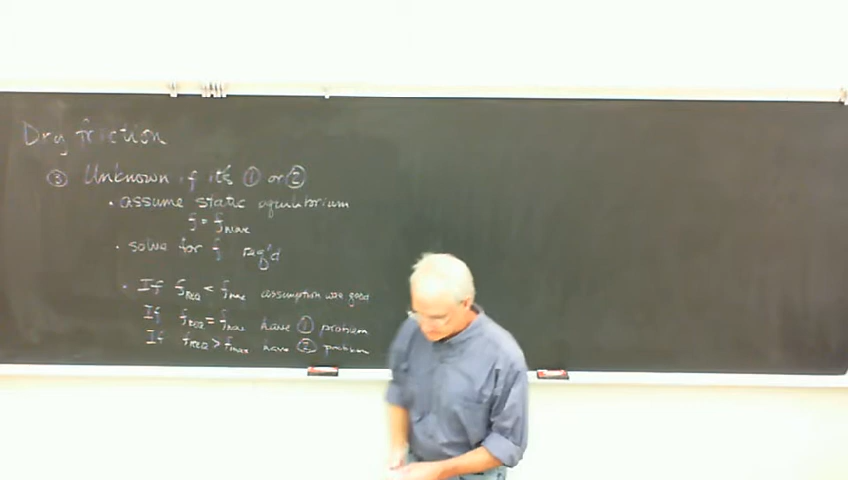 Dry friction
③ Unknown if it's ① or ②
• assume static equilibrium
f = fmax
• solve for f req'd
• If fREQ < fmax assumption was good
If fREQ = fmax have ① problem
If fREQ > fmax have ② problem